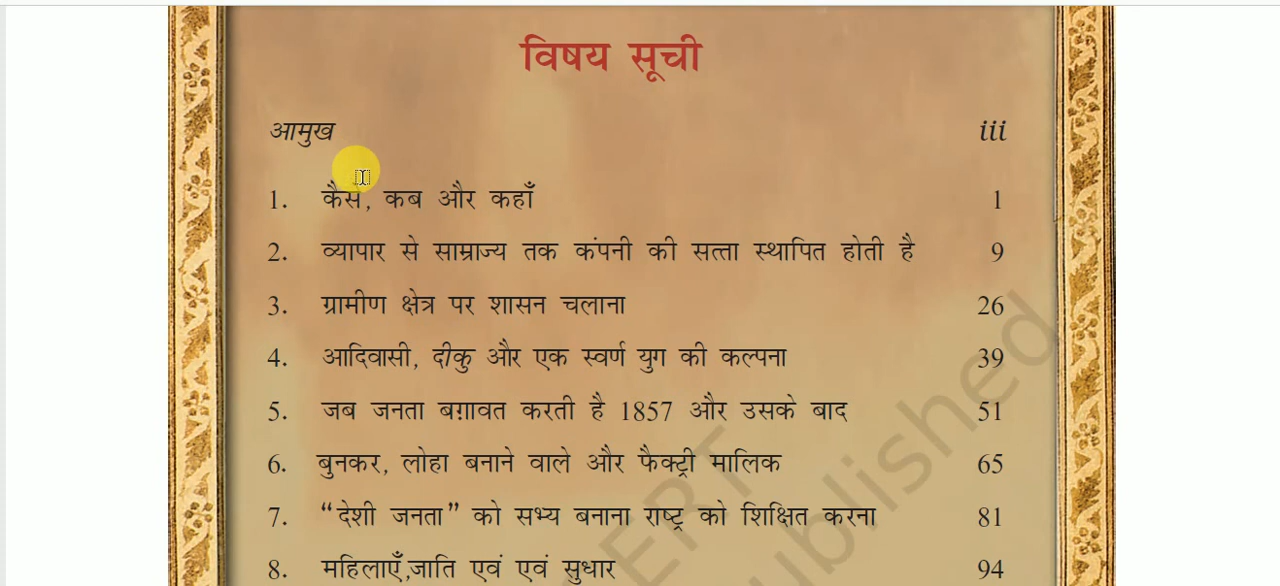 विषय सूची
आमुख iii
1. कैसे, कब और कहाँ 1
2. व्यापार से साम्राज्य तक कंपनी की सत्ता स्थापित होती है 9
3. ग्रामीण क्षेत्र पर शासन चलाना 26
4. आदिवासी, दीकु और एक स्वर्ण युग की कल्पना 39
5. जब जनता बग़ावत करती है 1857 और उसके बाद 51
6. बुनकर, लोहा बनाने वाले और फैक्ट्री मालिक 65
7. “देशी जनता” को सभ्य बनाना राष्ट्र को शिक्षित करना 81
8. महिलाएँ,जाति एवं एवं सुधार 94